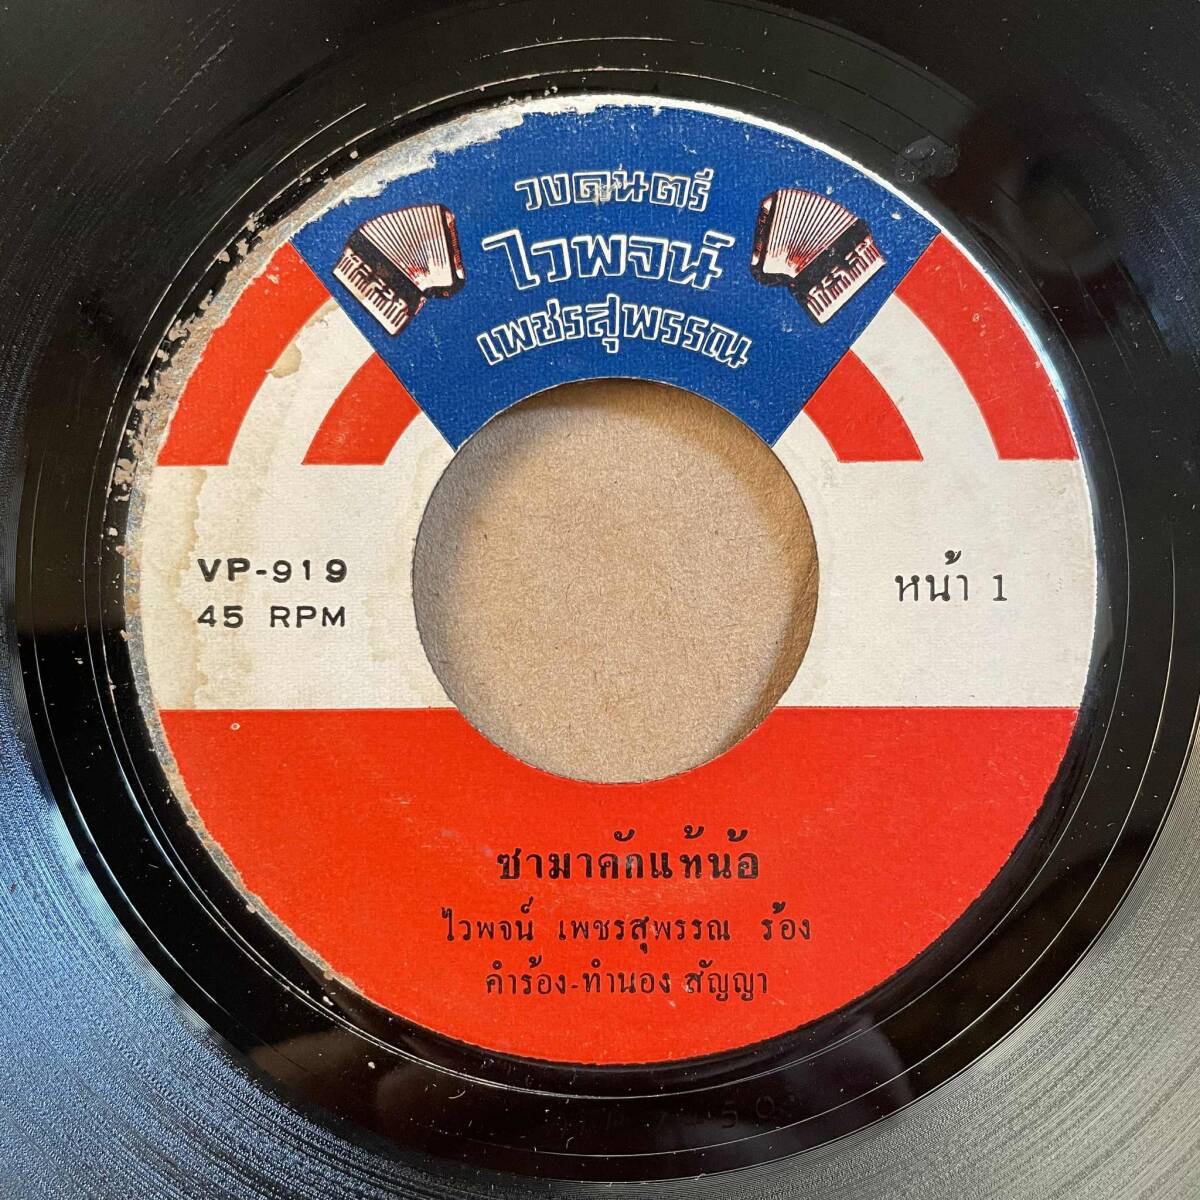 วงดนตรี
ไวพจน์
เพชรสุพรรณ
VP-919
45 RPM
หน้า 1
ซามาคักแท้น้อ
ไวพจน์ เพชรสุพรรณ ร้อง
คำร้อง-ทำนอง สัญญา